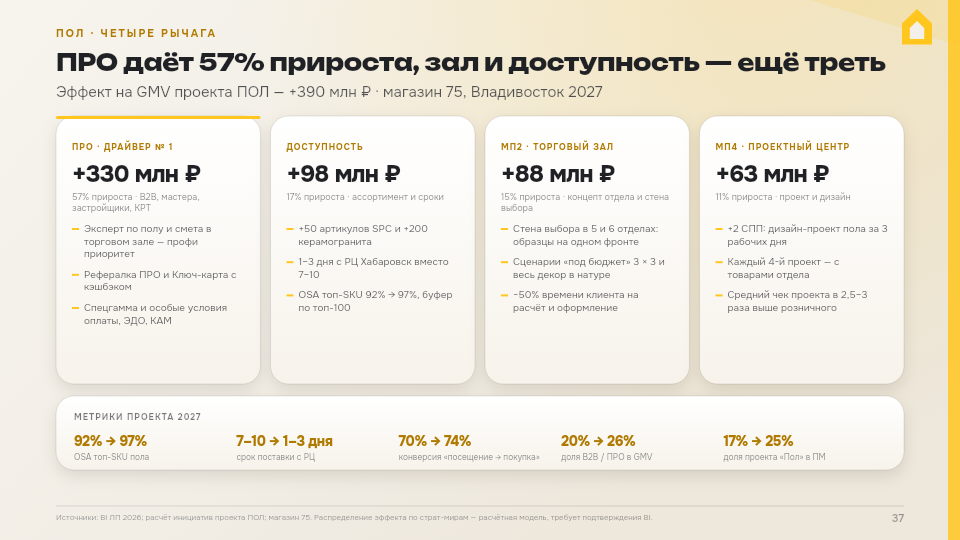 ПОЛ · ЧЕТЫРЕ РЫЧАГА
ПРО даёт 57% прироста, зал и доступность — ещё треть
Эффект на GMV проекта ПОЛ — +390 млн ₽ · магазин 75, Владивосток 2027
ПРО · ДРАЙВЕР № 1
+330 млн ₽
57% прироста · B2B, мастера,
застройщики, КРТ
Эксперт по полу и смета в
торговом зале — профи
приоритет
Рефералка ПРО и Ключ-карта с
кэшбэком
Спецгамма и особые условия
оплаты, ЭДО, КАМ
ДОСТУПНОСТЬ
+98 млн ₽
17% прироста · ассортимент и сроки
+50 артикулов SPC и +200
керамогранита
1–3 дня с РЦ Хабаровск вместо
7–10
OSA топ-SKU 92% → 97%, буфер
по топ-100
МП2 · ТОРГОВЫЙ ЗАЛ
+88 млн ₽
15% прироста · концепт отдела и стена
выбора
Стена выбора в 5 и 6 отделах:
образцы на одном фронте
Сценарии «под бюджет» 3 × 3 и
весь декор в натуре
−50% времени клиента на
расчёт и оформление
МП4 · ПРОЕКТНЫЙ ЦЕНТР
+63 млн ₽
11% прироста · проект и дизайн
+2 СПП: дизайн-проект пола за 3
рабочих дня
Каждый 4-й проект — с
товарами отдела
Средний чек проекта в 2,5–3
раза выше розничного
МЕТРИКИ ПРОЕКТА 2027
92% → 97%
OSA топ-SKU пола
7–10 → 1–3 дня
срок поставки с РЦ
70% → 74%
конверсия «посещение → покупка»
20% → 26%
доля B2B / ПРО в GMV
17% → 25%
доля проекта «Пол» в ПМ
Источники: BI ЛП 2026; расчёт инициатив проекта ПОЛ; магазин 75. Распределение эффекта по страт-мирам — расчётная модель, требует подтверждения BI.
37